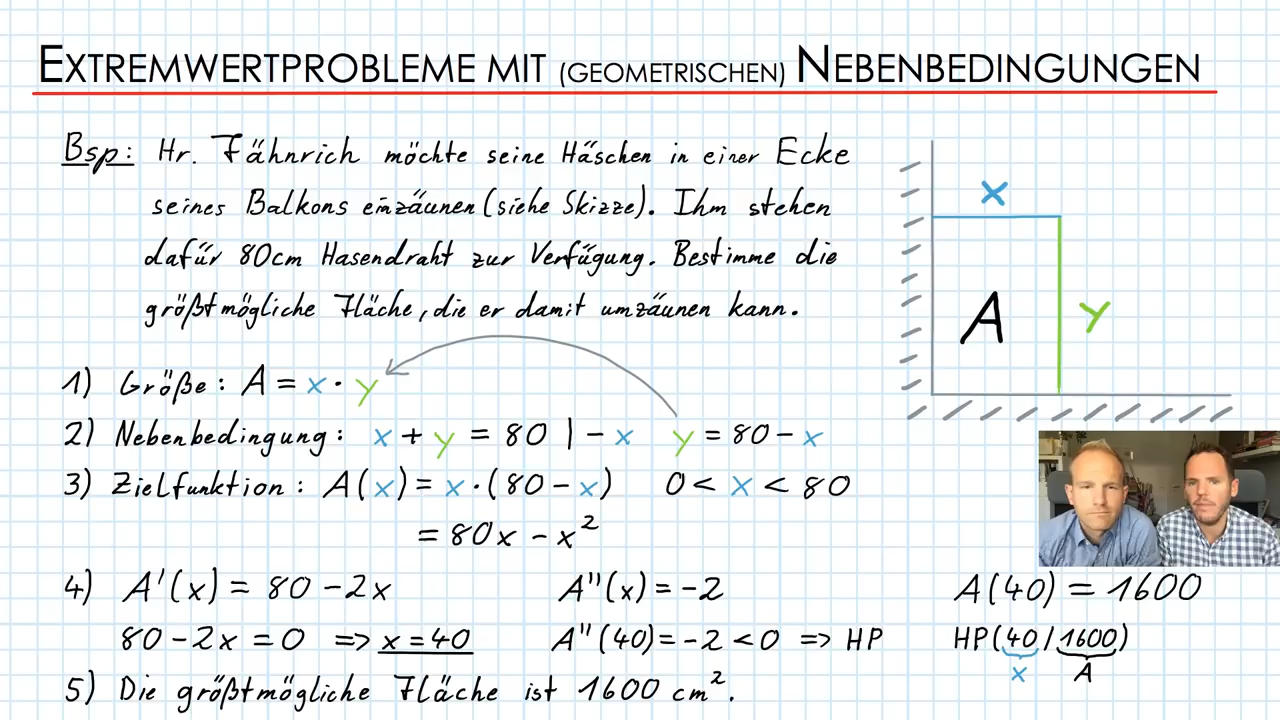 EXTREMWERTPROBLEME MIT (GEOMETRISCHEN) NEBENBEDINGUNGEN
Bsp: Hr. Fähnrich möchte seine Häschen in einer Ecke
seines Balkons einzäunen (siehe Skizze). Ihm stehen
dafür 80cm Hasendraht zur Verfügung. Bestimme die
größtmögliche Fläche, die er damit umzäunen kann.
x
A
y
1) Größe: A = x · y
2) Nebenbedingung: x + y = 80 | - x y = 80 - x
3) Zielfunktion: A(x) = x · (80 - x) 0 < x < 80
= 80x - x²
4) A'(x) = 80 - 2x A''(x) = -2 A(40) = 1600
80 - 2x = 0 => x = 40 A''(40) = -2 < 0 => HP HP(40/1600)
x A
5) Die größtmögliche Fläche ist 1600 cm².